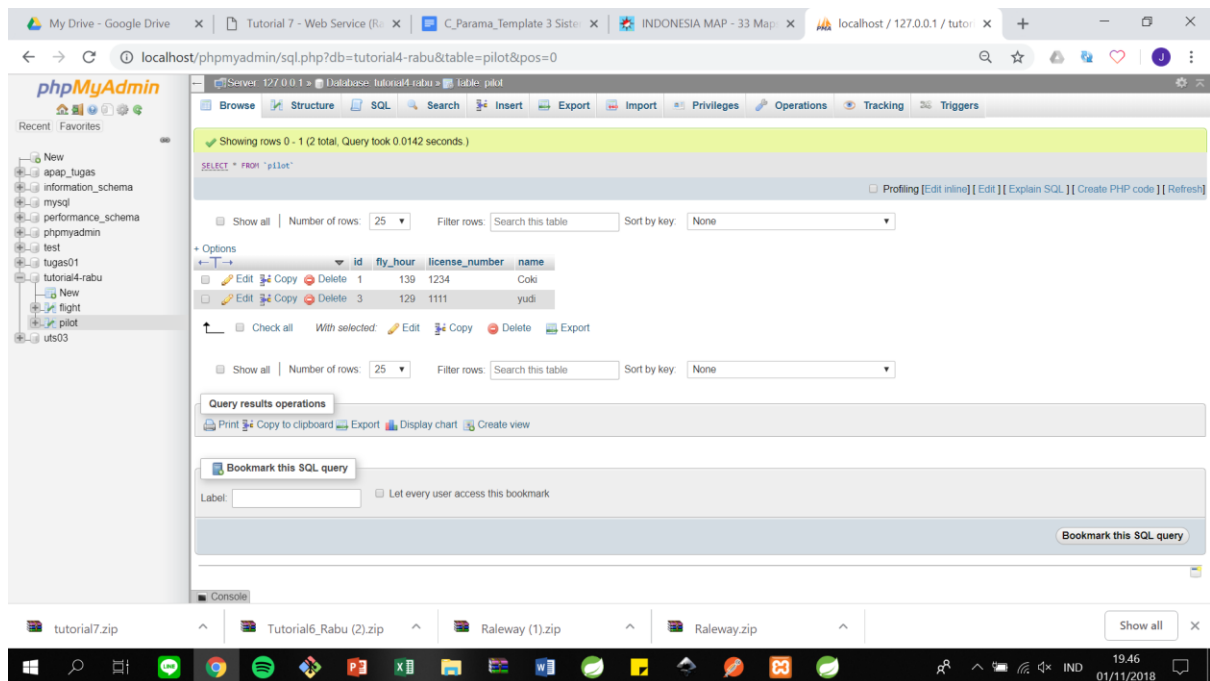 My Drive - Google Drive
Tutorial 7 - Web Service (Ra
C_Parama_Template 3 Sister
INDONESIA MAP - 33 Map
localhost / 127.0.0.1 / tutor
localhost/phpmyadmin/sql.php?db=tutorial4-rabu&table=pilot&pos=0
J
phpMyAdmin
Recent Favorites
New
apap_tugas
information_schema
mysql
performance_schema
phpmyadmin
test
tugas01
tutorial4-rabu
New
flight
pilot
uts03
Server: 127.0.0.1 » Database: tutorial4-rabu » Table: pilot
Browse Structure SQL Search Insert Export Import Privileges Operations Tracking Triggers
Showing rows 0 - 1 (2 total, Query took 0.0142 seconds.)
SELECT * FROM `pilot`
Profiling [Edit inline] [ Edit ] [ Explain SQL ] [ Create PHP code ] [ Refresh]
Show all | Number of rows: 25 Filter rows: Search this table Sort by key: None
+ Options
←T→ id fly_hour license_number name
Edit Copy Delete 1 139 1234 Coki
Edit Copy Delete 3 129 1111 yudi
Check all With selected: Edit Copy Delete Export
Show all | Number of rows: 25 Filter rows: Search this table Sort by key: None
Query results operations
Print Copy to clipboard Export Display chart Create view
Bookmark this SQL query
Label: Let every user access this bookmark
Bookmark this SQL query
Console
tutorial7.zip
Tutorial6_Rabu (2).zip
Raleway (1).zip
Raleway.zip
Show all
IND
19.46
01/11/2018